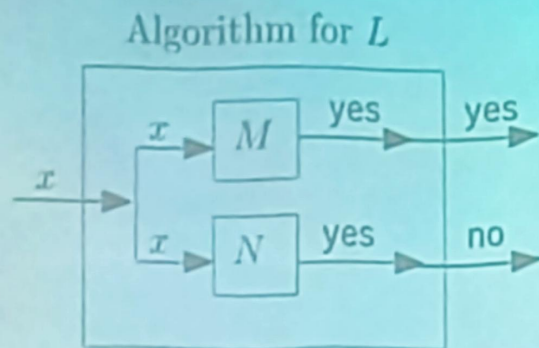 Algorithm for L
x M yes yes
x
x N yes no